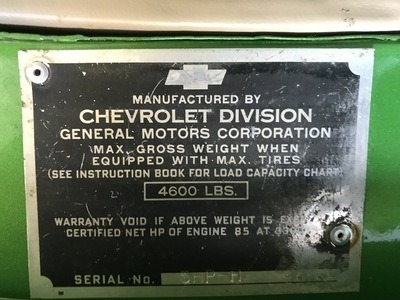 MANUFACTURED BY
CHEVROLET DIVISION
GENERAL MOTORS CORPORATION
MAX. GROSS WEIGHT WHEN
EQUIPPED WITH MAX. TIRES
(SEE INSTRUCTION BOOK FOR LOAD CAPACITY CHART)
4600 LBS.
WARRANTY VOID IF ABOVE WEIGHT IS
CERTIFIED NET HP OF ENGINE 85 AT
SERIAL No.